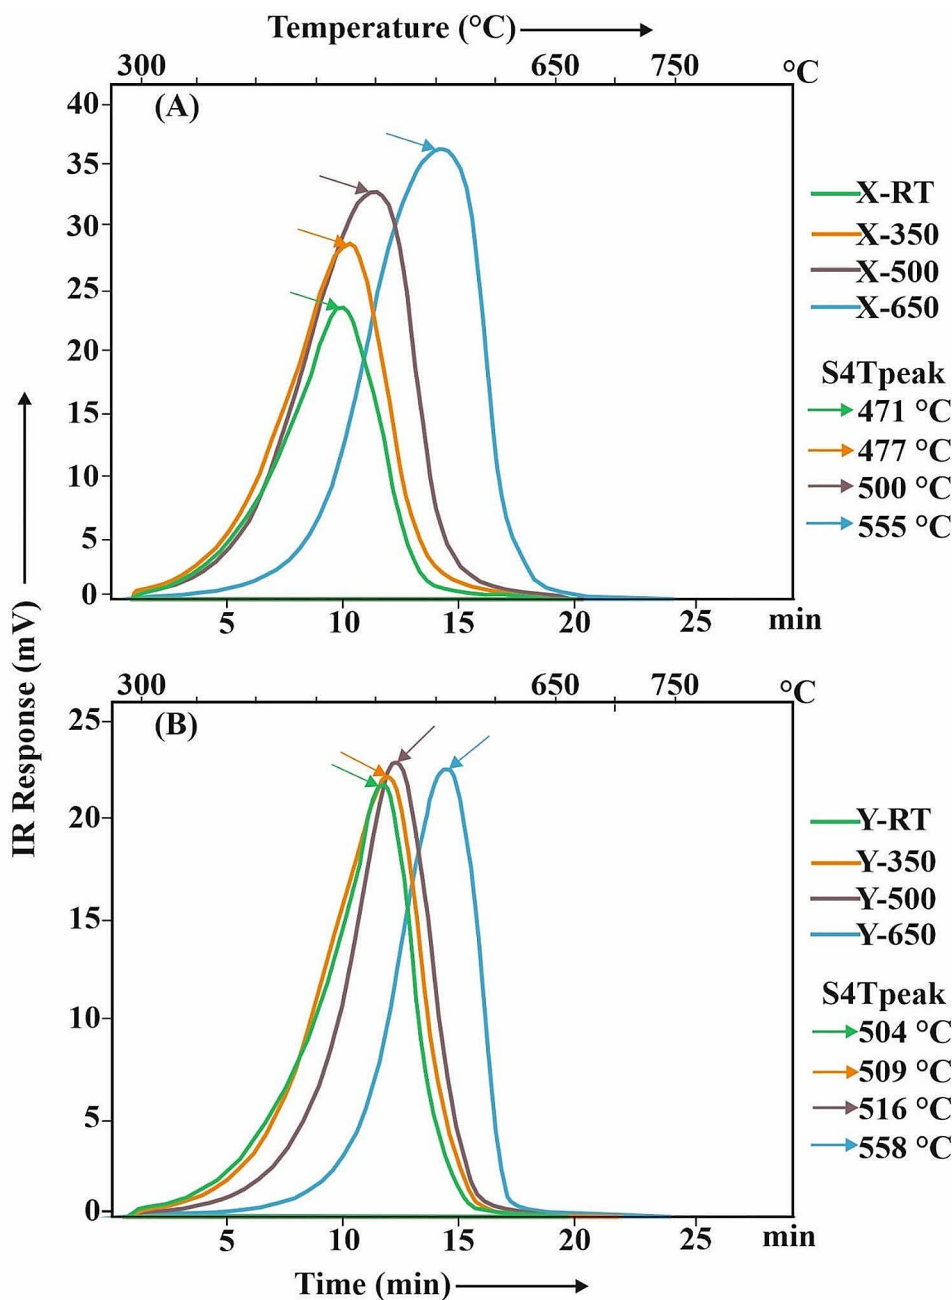 Temperature (°C)
300 650 750 °C
(A)
40
35
30
25
20
15
10
5
0
5 10 15 20 25 min
X-RT
X-350
X-500
X-650
S4Tpeak
471 °C
477 °C
500 °C
555 °C
IR Response (mV)
300 650 750 °C
(B)
25
20
15
10
5
0
5 10 15 20 25 min
Y-RT
Y-350
Y-500
Y-650
S4Tpeak
504 °C
509 °C
516 °C
558 °C
Time (min)